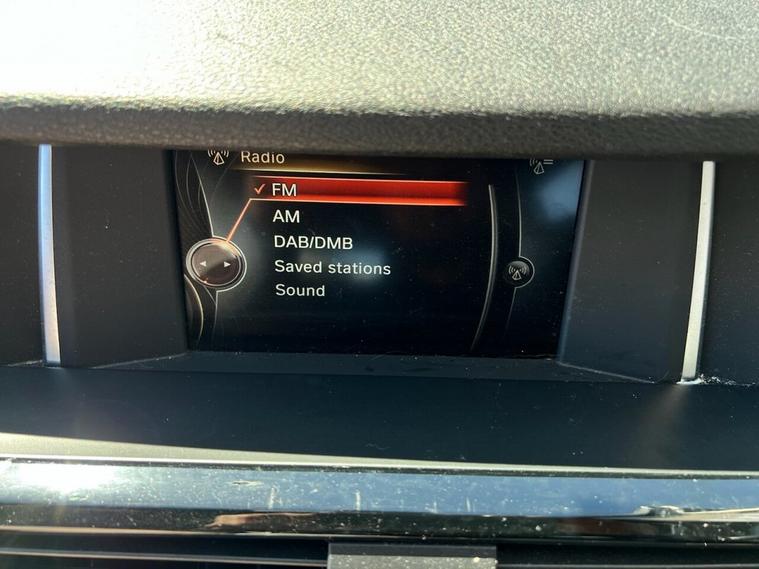 Radio
✓ FM
AM
DAB/DMB
Saved stations
Sound